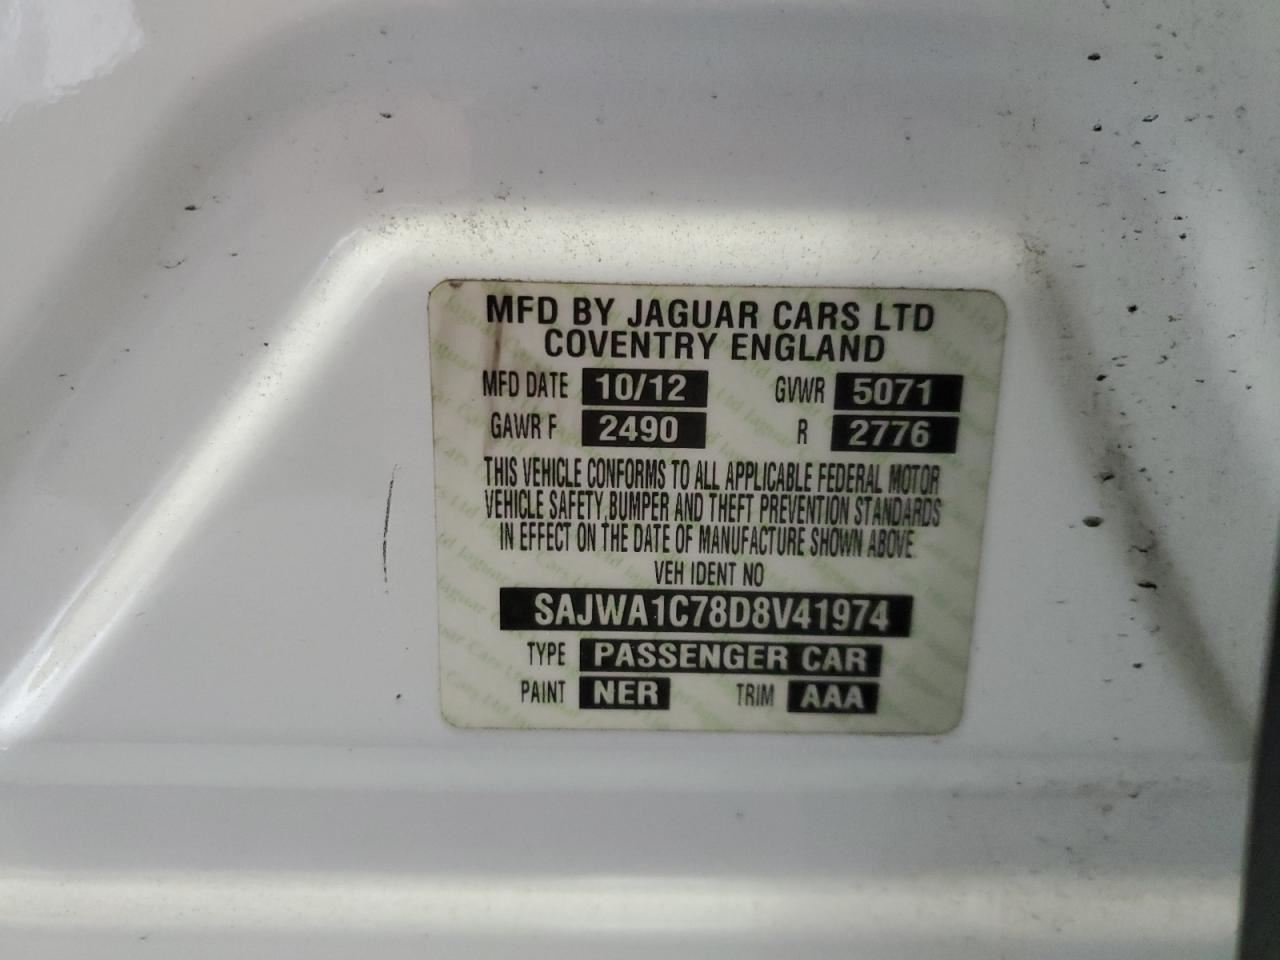 MFD BY JAGUAR CARS LTD
COVENTRY ENGLAND
MFD DATE 10/12 GVWR 5071
GAWR F 2490 R 2776
THIS VEHICLE CONFORMS TO ALL APPLICABLE FEDERAL MOTOR
VEHICLE SAFETY, BUMPER AND THEFT PREVENTION STANDARDS
IN EFFECT ON THE DATE OF MANUFACTURE SHOWN ABOVE.
VEH IDENT NO
SAJWA1C78D8V41974
TYPE PASSENGER CAR
PAINT NER TRIM AAA